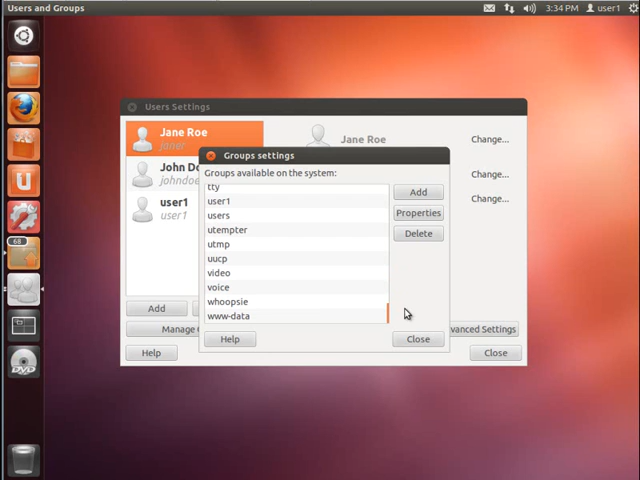 Users and Groups
3:34 PM
user1
Users Settings
Jane Roe
janer
Jane Roe
Change...
John Do
johndoe
Change...
user1
user1
Change...
Groups settings
Groups available on the system:
tty
user1
users
utempter
utmp
uucp
video
voice
whoopsie
www-data
Add
Properties
Delete
Help
Close
Add
Manage
vanced Settings
Help
Close
68
DVD